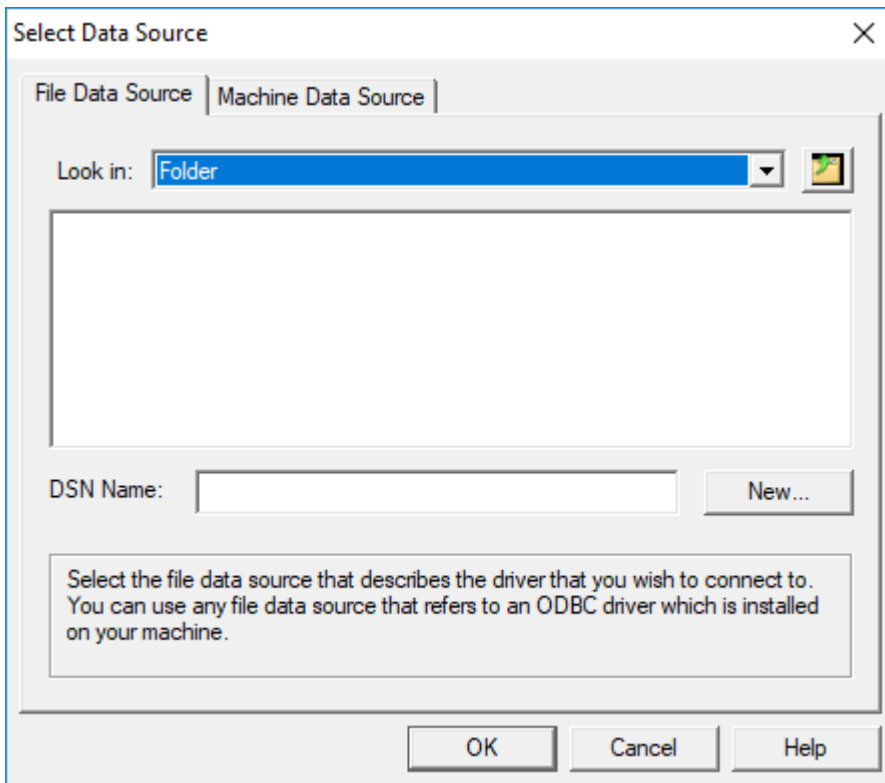 Select Data Source
File Data Source
Machine Data Source
Look in:
Folder
DSN Name:
New...
Select the file data source that describes the driver that you wish to connect to.
You can use any file data source that refers to an ODBC driver which is installed
on your machine.
OK
Cancel
Help